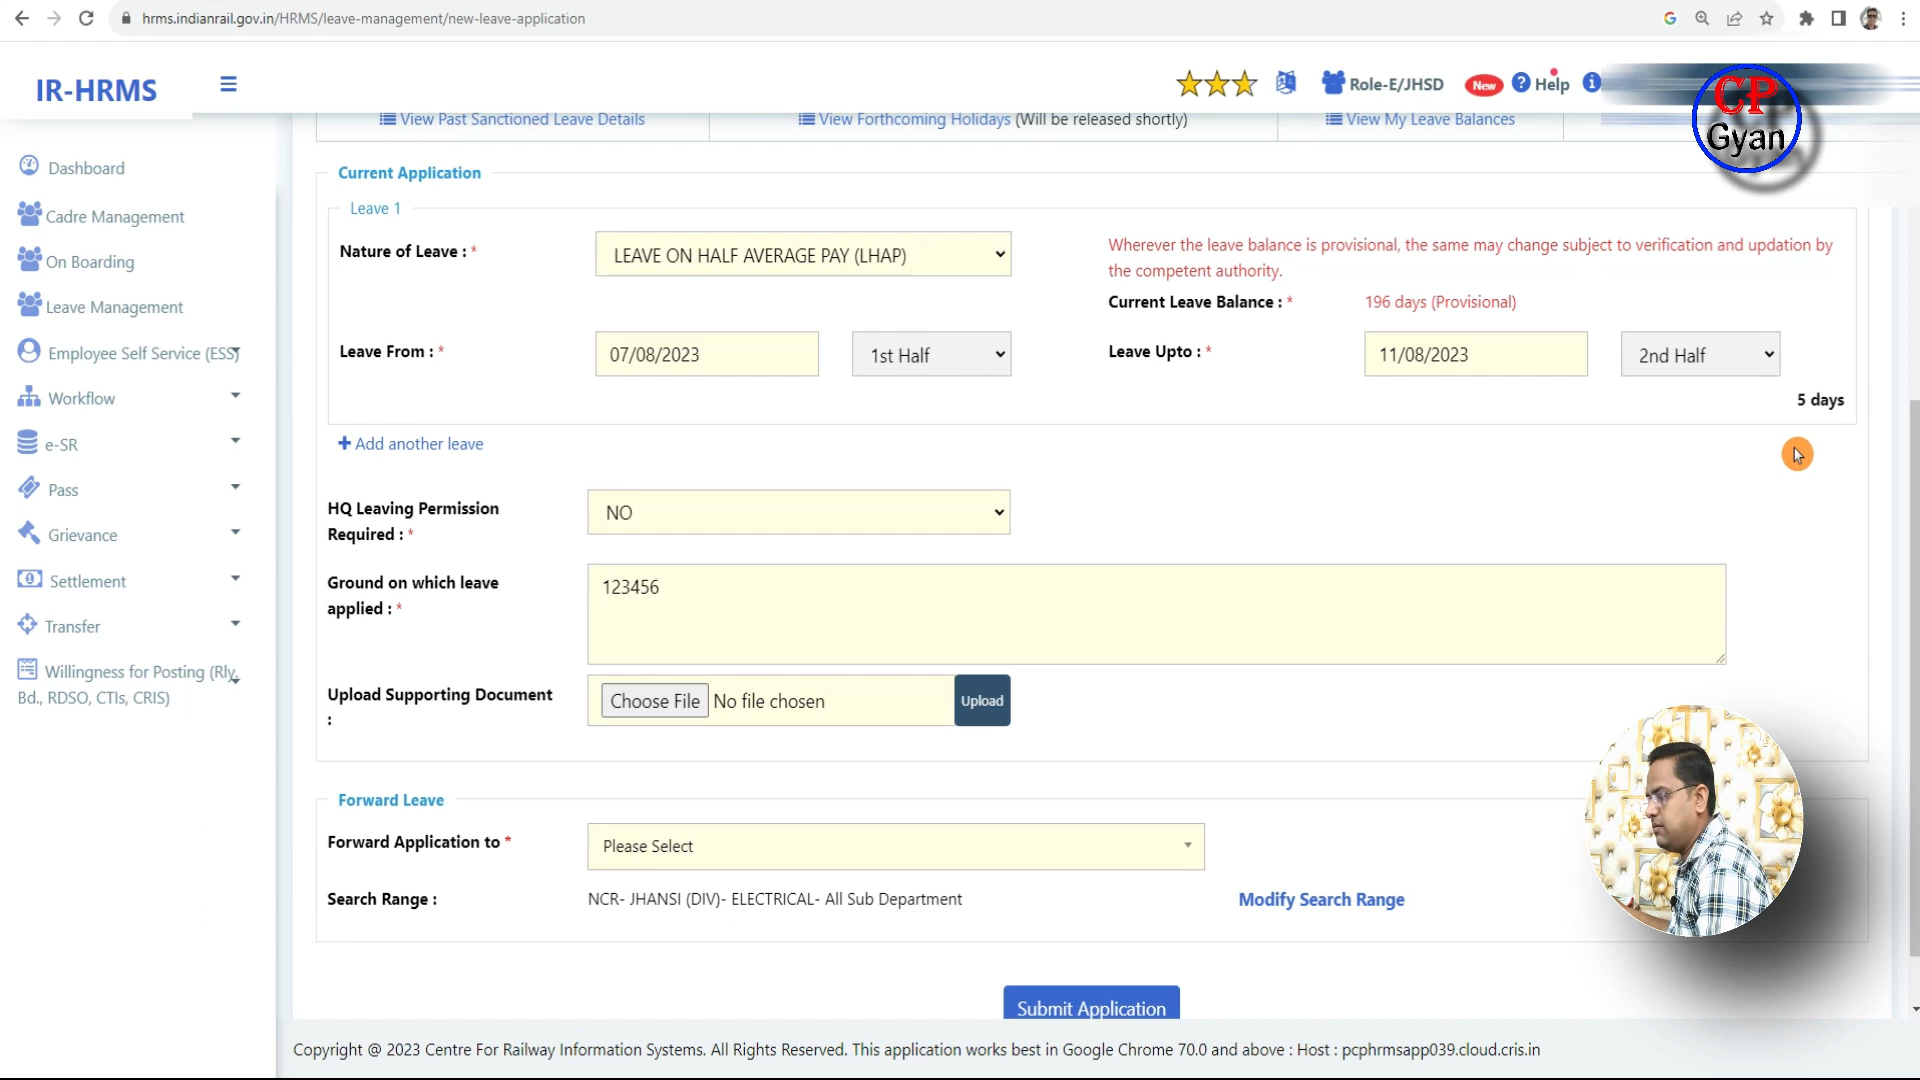 hrms.indianrail.gov.in/HRMS/leave-management/new-leave-application
IR-HRMS
Role-E/JHSD
New
Help
CP
Gyan
View Past Sanctioned Leave Details
View Forthcoming Holidays (Will be released shortly)
View My Leave Balances
Dashboard
Cadre Management
On Boarding
Leave Management
Employee Self Service (ESS)
Workflow
e-SR
Pass
Grievance
Settlement
Transfer
Willingness for Posting (Rly.
Bd., RDSO, CTIs, CRIS)
Current Application
Leave 1
Nature of Leave : *
LEAVE ON HALF AVERAGE PAY (LHAP)
Wherever the leave balance is provisional, the same may change subject to verification and updation by
the competent authority.
Current Leave Balance : * 196 days (Provisional)
Leave From : * 07/08/2023 1st Half
Leave Upto : * 11/08/2023 2nd Half
5 days
Add another leave
HQ Leaving Permission
Required : *
NO
Ground on which leave
applied : *
123456
Upload Supporting Document
:
Choose File No file chosen
Upload
Forward Leave
Forward Application to *
Please Select
Search Range : NCR- JHANSI (DIV)- ELECTRICAL- All Sub Department
Modify Search Range
Submit Application
Copyright @ 2023 Centre For Railway Information Systems. All Rights Reserved. This application works best in Google Chrome 70.0 and above : Host : pcphrmsapp039.cloud.cris.in